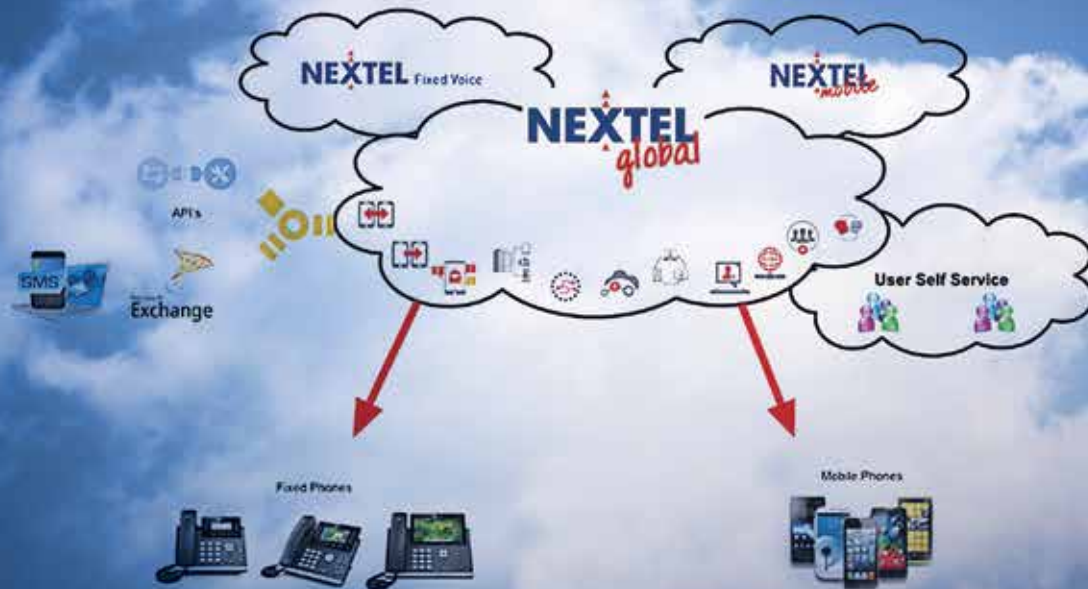 NEXTEL Fixed Voice
NEXTEL mobile
NEXTEL
global
API's
SMS
Exchange
User Self Service
Fixed Phones
Mobile Phones